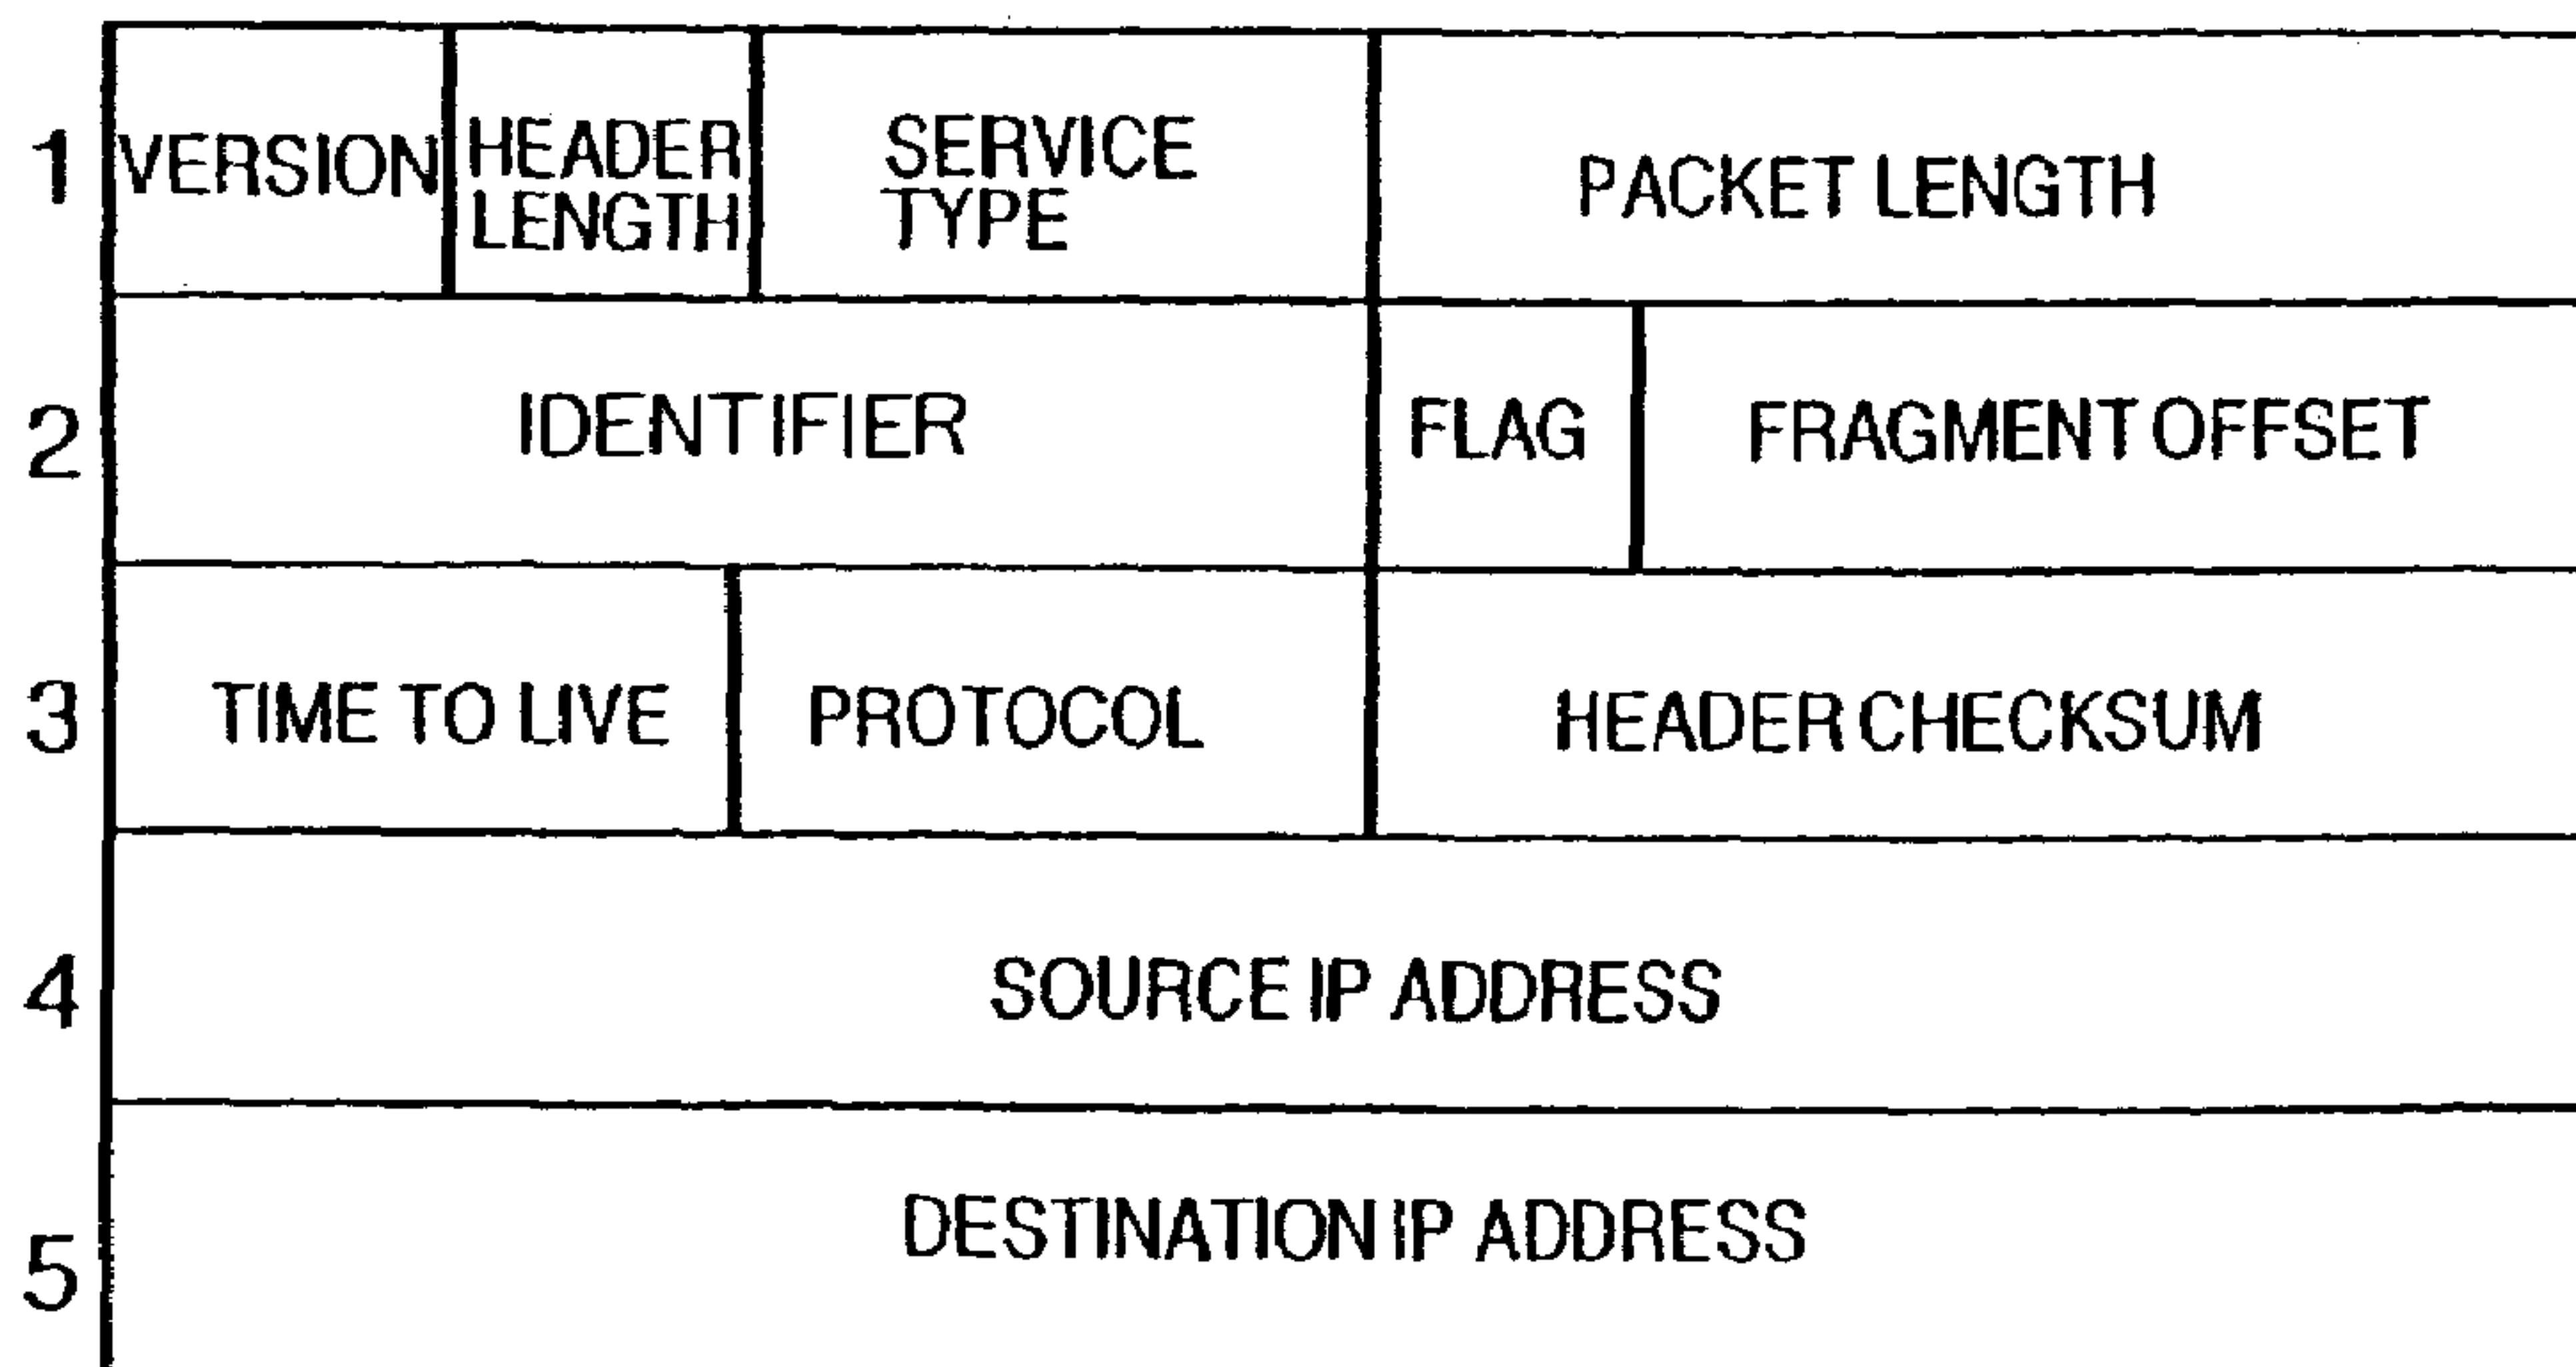 1 VERSION HEADER LENGTH SERVICE TYPE PACKET LENGTH
2 IDENTIFIER FLAG FRAGMENT OFFSET
3 TIME TO LIVE PROTOCOL HEADER CHECKSUM
4 SOURCE IP ADDRESS
5 DESTINATION IP ADDRESS